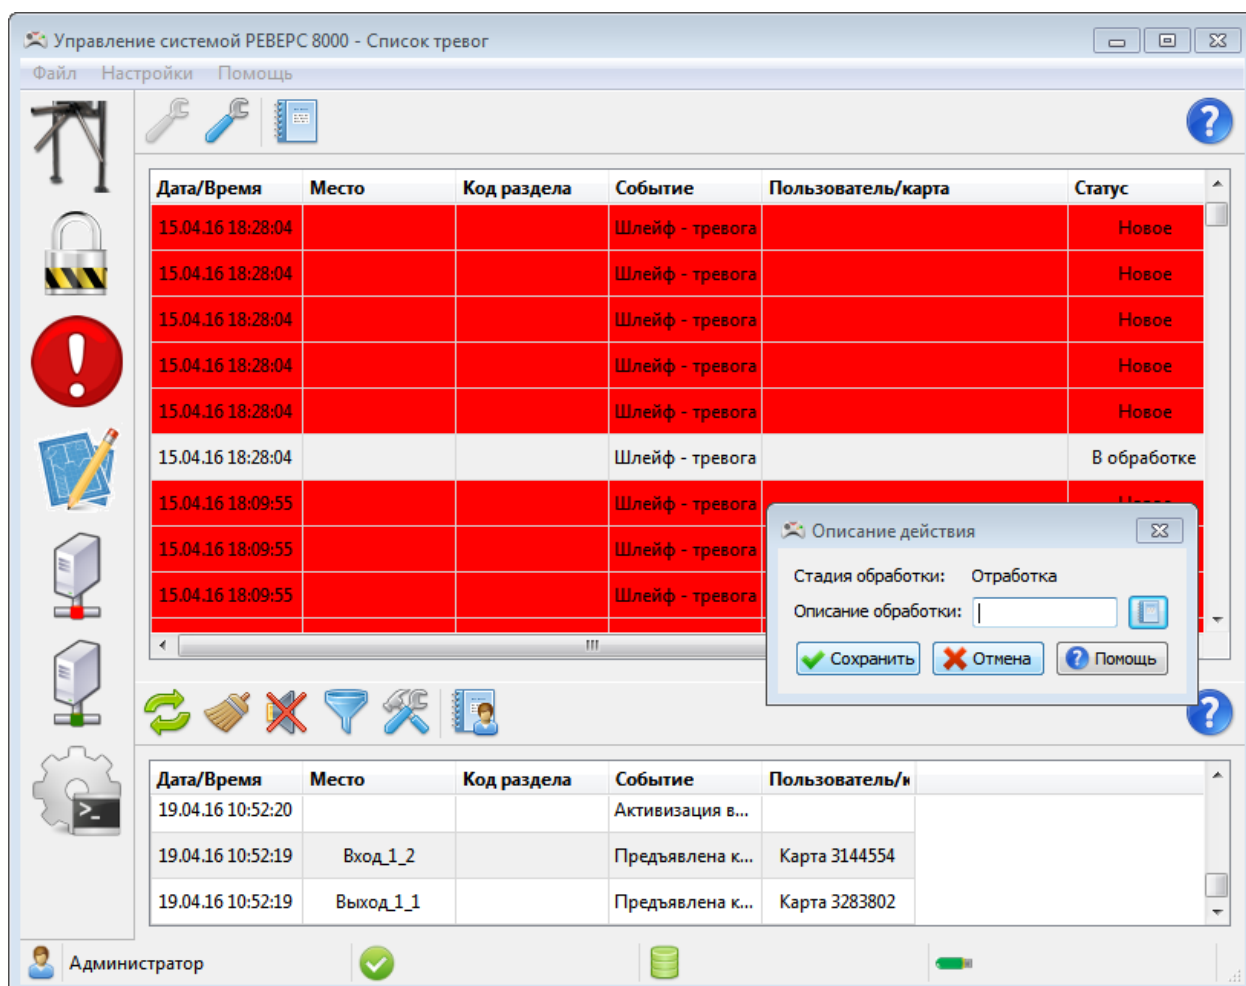 Управление системой РЕВЕРС 8000 - Список тревог
Файл Настройки Помощь
Дата/Время Место Код раздела Событие Пользователь/карта Статус
15.04.16 18:28:04 Шлейф - тревога Новое
15.04.16 18:28:04 Шлейф - тревога Новое
15.04.16 18:28:04 Шлейф - тревога Новое
15.04.16 18:28:04 Шлейф - тревога Новое
15.04.16 18:28:04 Шлейф - тревога Новое
15.04.16 18:28:04 Шлейф - тревога В обработке
15.04.16 18:09:55 Шлейф - тревога
15.04.16 18:09:55 Шлейф - тревога
15.04.16 18:09:55 Шлейф - тревога
Описание действия
Стадия обработки: Отработка
Описание обработки:
Сохранить Отмена Помощь
Дата/Время Место Код раздела Событие Пользователь/к
19.04.16 10:52:20 Активизация в...
19.04.16 10:52:19 Вход_1_2 Предъявлена к... Карта 3144554
19.04.16 10:52:19 Выход_1_1 Предъявлена к... Карта 3283802
Администратор